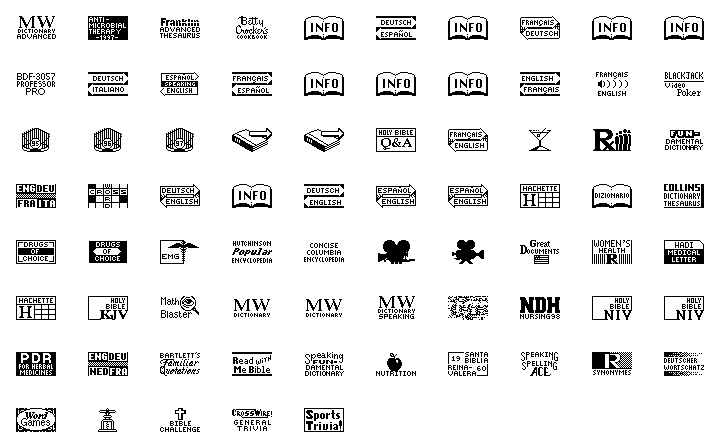 MW
DICTIONARY
ADVANCED
ANTI-
MICROBIAL
THERAPY
-1997-
Franklin
ADVANCED
THESAURUS
Betty
Crocker's
COOKBOOK
INFO
DEUTSCH
ESPAÑOL
INFO
FRANÇAIS
DEUTSCH
INFO
INFO
BDF-3057
PROFESSOR
PRO
DEUTSCH
ITALIANO
ESPAÑOL
SPEAKING
ENGLISH
FRANÇAIS
ESPAÑOL
INFO
INFO
INFO
ENGLISH
FRANÇAIS
FRANÇAIS
ENGLISH
BLACKJACK
Video
Poker
95
96
97
HOLY BIBLE
Q&A
FRANÇAIS
ENGLISH
Rx
FUN-
DAMENTAL
DICTIONARY
ENG DEU
FRA ITA
CROSS
WORD
DEUTSCH
ENGLISH
INFO
DEUTSCH
ENGLISH
ESPAÑOL
ENGLISH
ESPAÑOL
ENGLISH
HACHETTE
H
DIZIONARIO
COLLINS
DICTIONARY
THESAURUS
DRUGS
OF
CHOICE
DRUGS
OF
CHOICE
EMG
HUTCHINSON
Popular
ENCYCLOPEDIA
CONCISE
COLUMBIA
ENCYCLOPEDIA
Great
DOCUMENTS
WOMEN'S
HEALTH
R
HADI
MEDICAL
LETTER
HACHETTE
H
HOLY
BIBLE
KJV
Math
Blaster
MW
DICTIONARY
MW
DICTIONARY
MW
DICTIONARY
SPEAKING
NDH
NURSING98
HOLY
BIBLE
NIV
HOLY
BIBLE
NIV
PDR
FOR HERBAL
MEDICINES
ENG DEU
NED FRA
BARTLETT'S
Familiar
Quotations
Read with
Me Bible
Speaking
FUN-
DAMENTAL
DICTIONARY
NUTRITION
SANTA
19 BIBLIA
REINA- 60
VALERA
SPEAKING
SPELLING
ACE
R
SYNONYMES
DEUTSCHER
WORTSCHATZ
Word
Games
BIBLE
CHALLENGE
CROSSWIRE!
GENERAL
TRIVIA
Sports
Trivia!